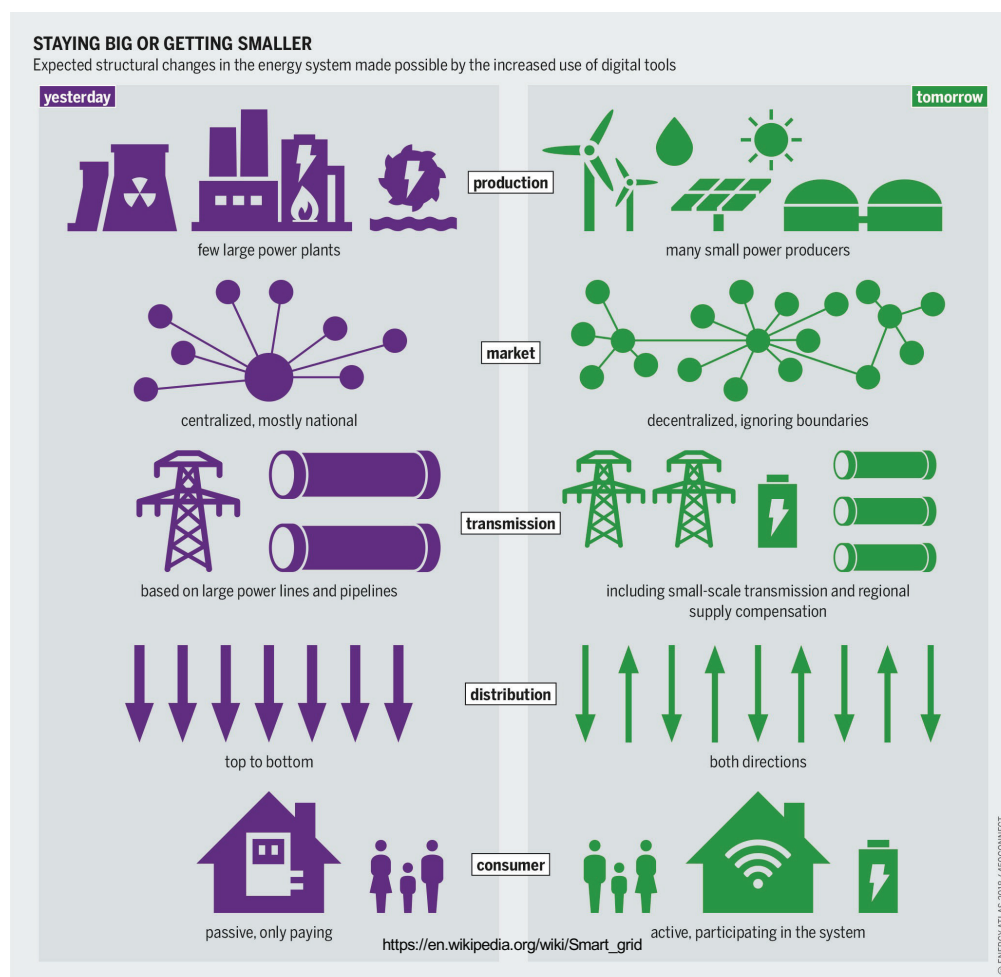 STAYING BIG OR GETTING SMALLER
Expected structural changes in the energy system made possible by the increased use of digital tools
yesterday
tomorrow
production
few large power plants
many small power producers
market
centralized, mostly national
decentralized, ignoring boundaries
transmission
based on large power lines and pipelines
including small-scale transmission and regional
supply compensation
distribution
top to bottom
both directions
consumer
passive, only paying
active, participating in the system
https://en.wikipedia.org/wiki/Smart_grid